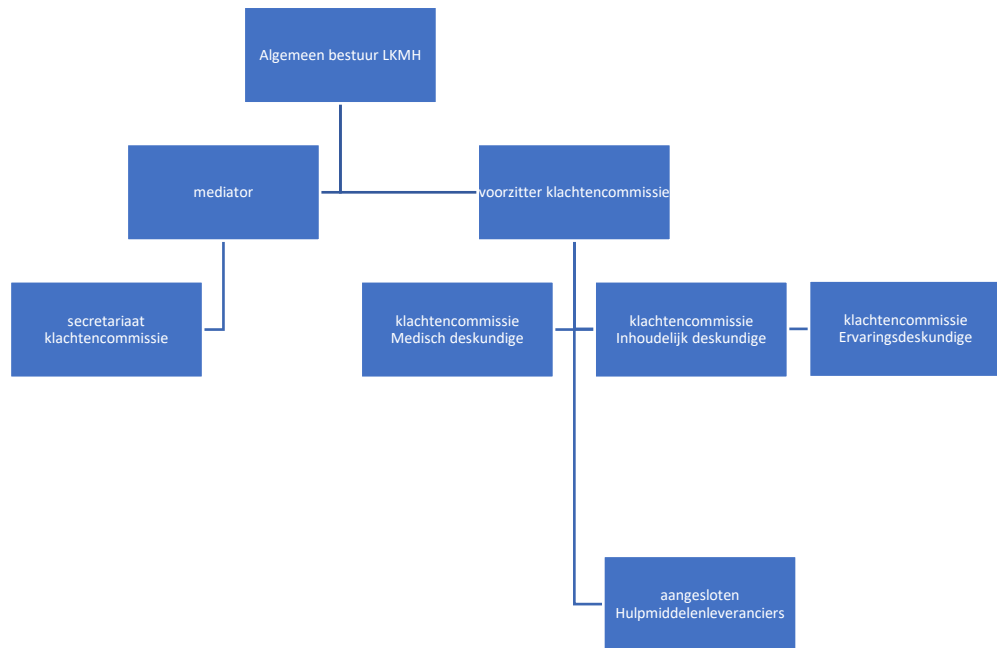 Algemeen bestuur LKMH
mediator
voorzitter klachtencommissie
secretariaat
klachtencommissie
klachtencommissie
Medisch deskundige
klachtencommissie
Inhoudelijk deskundige
klachtencommissie
Ervaringsdeskundige
aangesloten
Hulpmiddelenleveranciers